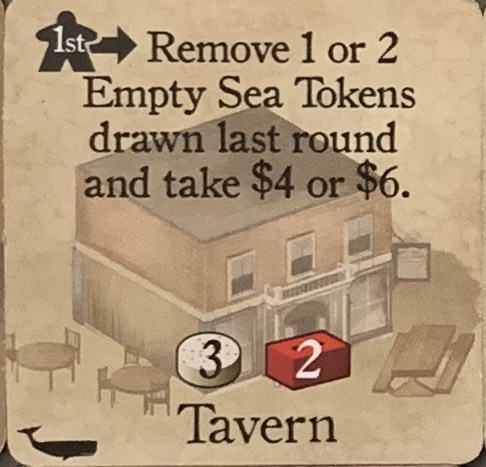 1st Remove 1 or 2
Empty Sea Tokens
drawn last round
and take $4 or $6.
3 2
Tavern